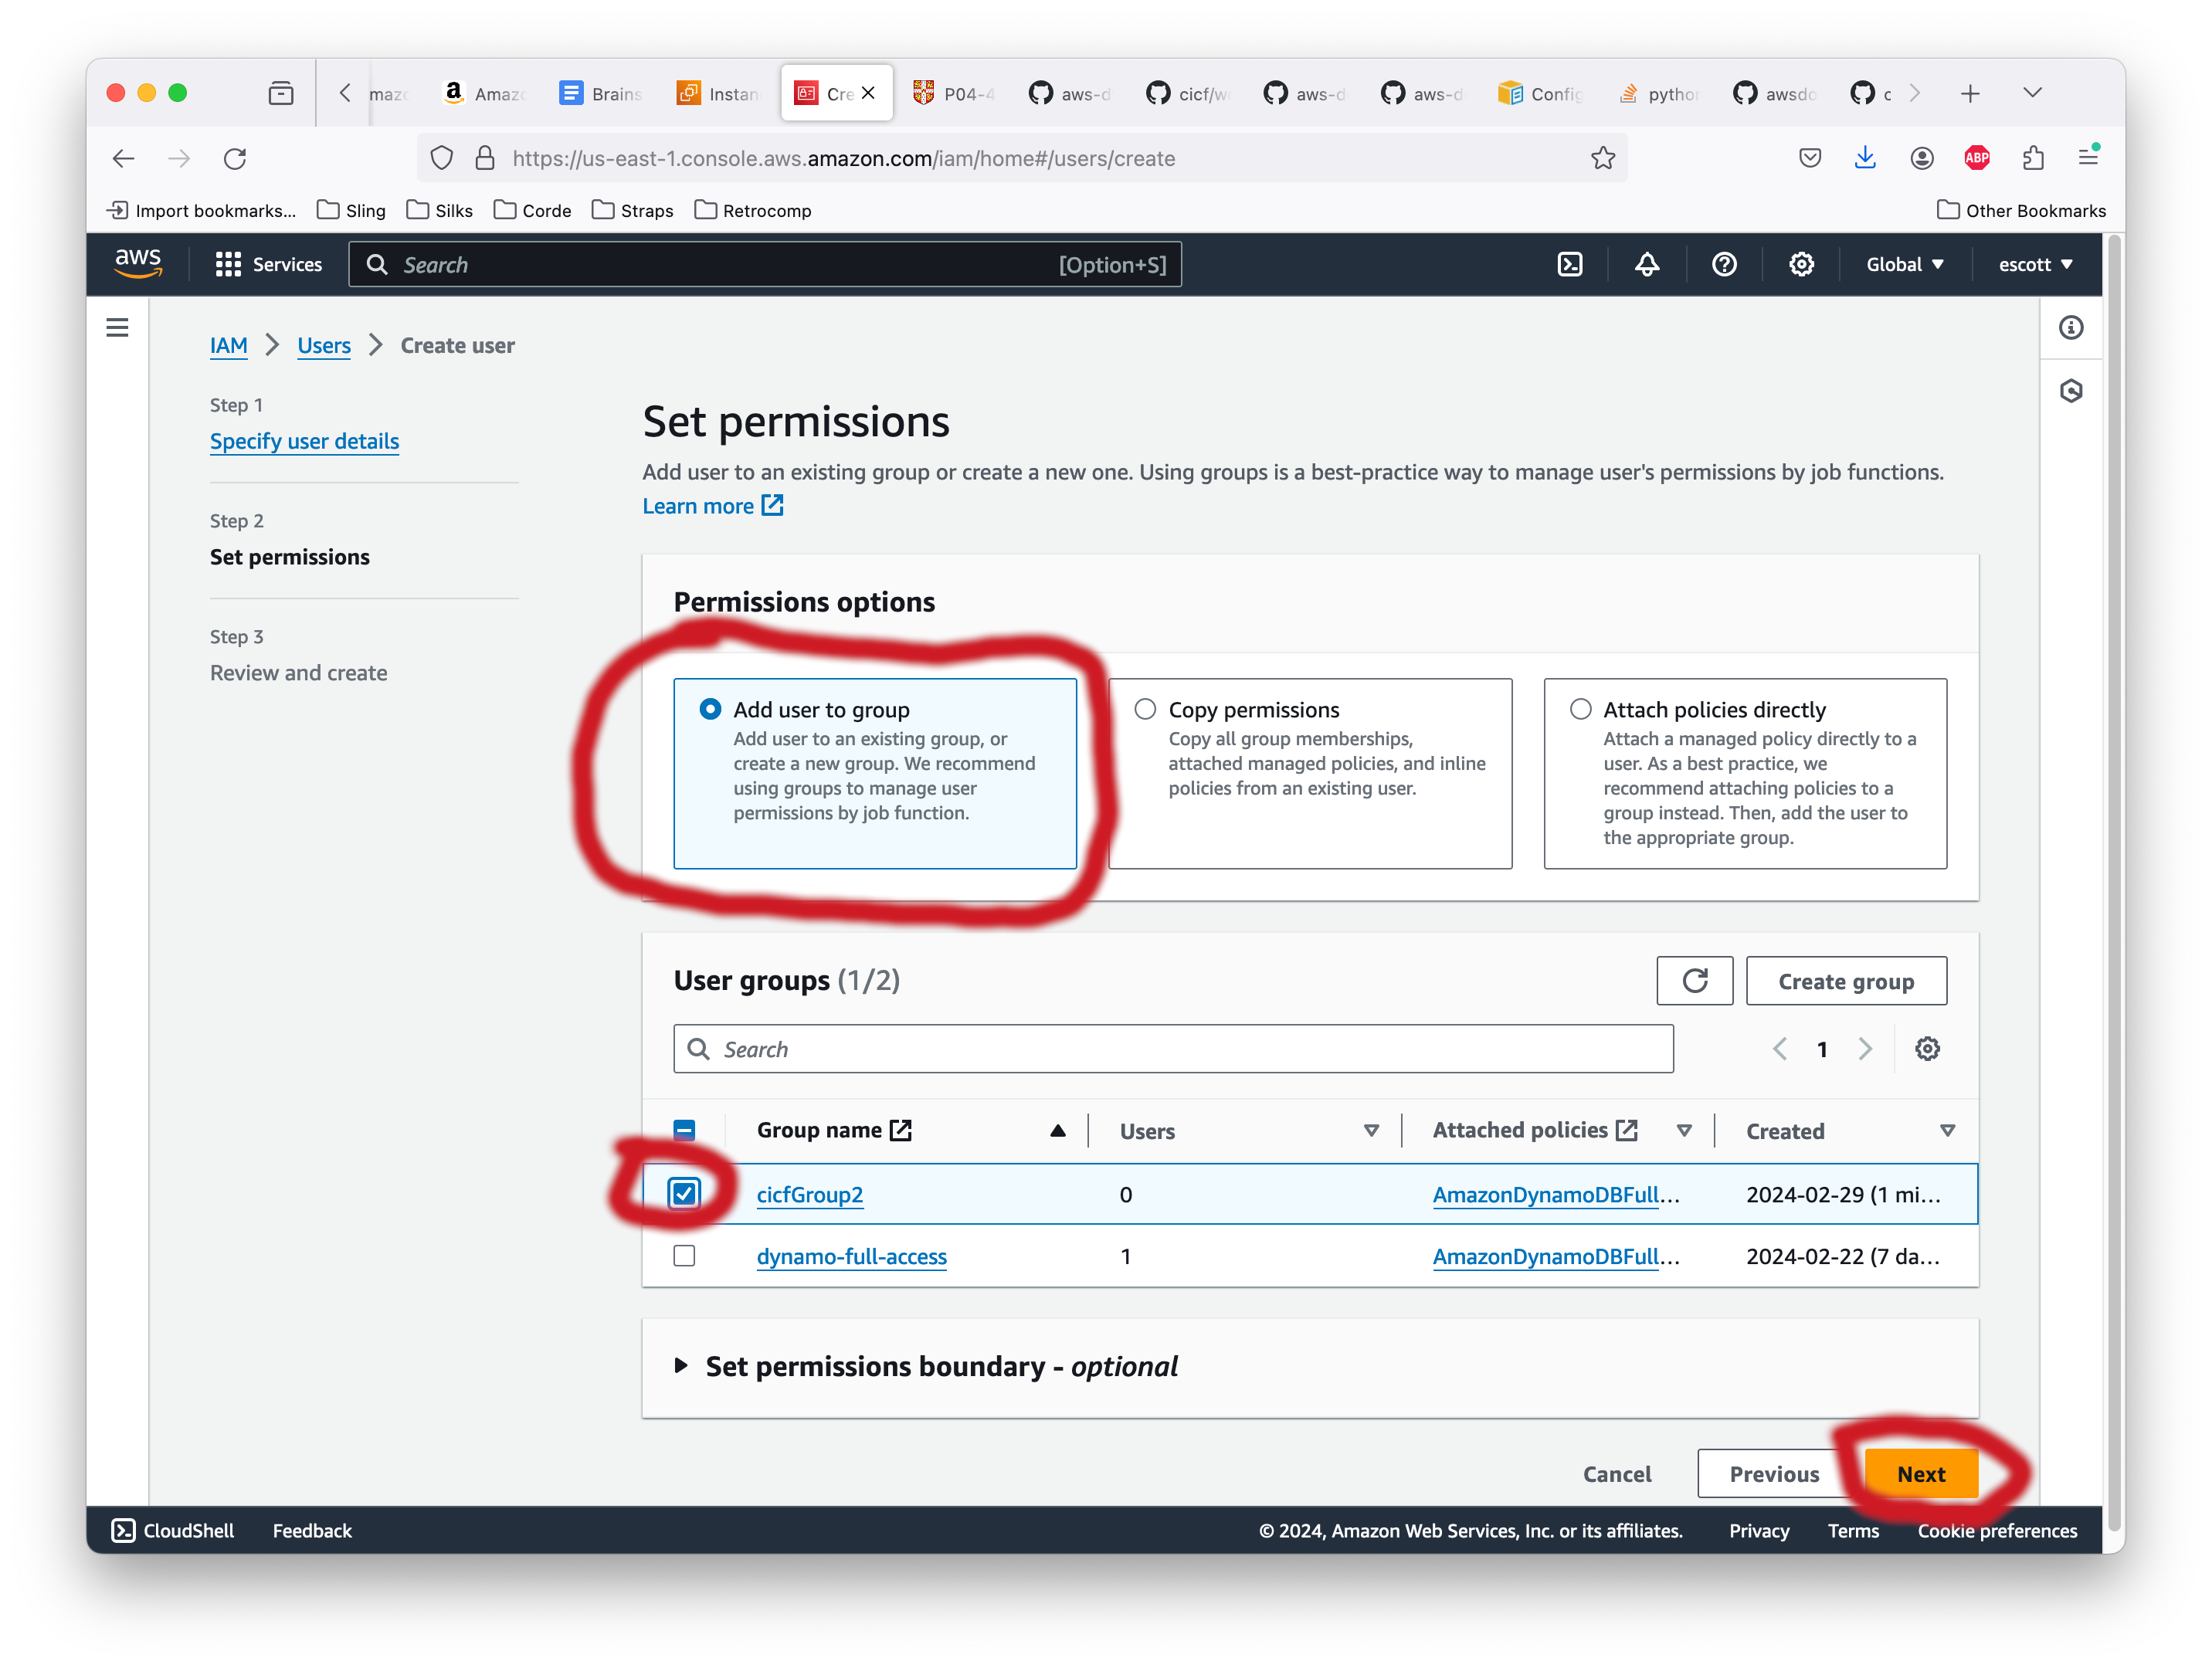 Amazo
Brains
Instan
Cre
P04-4
aws-d
cicf/w
aws-d
aws-d
Config
python
awsdo
c
https://us-east-1.console.aws.amazon.com/iam/home#/users/create
ABP
Import bookmarks...
Sling
Silks
Corde
Straps
Retrocomp
Other Bookmarks
aws
Services
Search
[Option+S]
Global
escott
IAM
Users
Create user
Step 1
Specify user details
Step 2
Set permissions
Step 3
Review and create
Set permissions
Add user to an existing group or create a new one. Using groups is a best-practice way to manage user's permissions by job functions.
Learn more
Permissions options
Add user to group
Add user to an existing group, or
create a new group. We recommend
using groups to manage user
permissions by job function.
Copy permissions
Copy all group memberships,
attached managed policies, and inline
policies from an existing user.
Attach policies directly
Attach a managed policy directly to a
user. As a best practice, we
recommend attaching policies to a
group instead. Then, add the user to
the appropriate group.
User groups (1/2)
Create group
Search
1
Group name
Users
Attached policies
Created
cicfGroup2
0
AmazonDynamoDBFull...
2024-02-29 (1 mi...
dynamo-full-access
1
AmazonDynamoDBFull...
2024-02-22 (7 da...
Set permissions boundary - optional
Cancel
Previous
Next
CloudShell
Feedback
© 2024, Amazon Web Services, Inc. or its affiliates.
Privacy
Terms
Cookie preferences